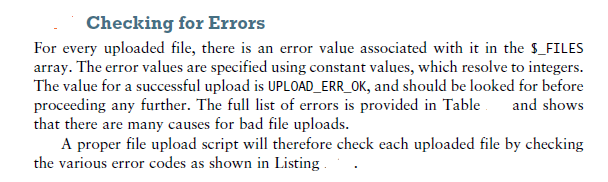 Checking for Errors
For every uploaded file, there is an error value associated with it in the $_FILES
array. The error values are specified using constant values, which resolve to integers.
The value for a successful upload is UPLOAD_ERR_OK, and should be looked for before
proceeding any further. The full list of errors is provided in Table and shows
that there are many causes for bad file uploads.
A proper file upload script will therefore check each uploaded file by checking
the various error codes as shown in Listing .